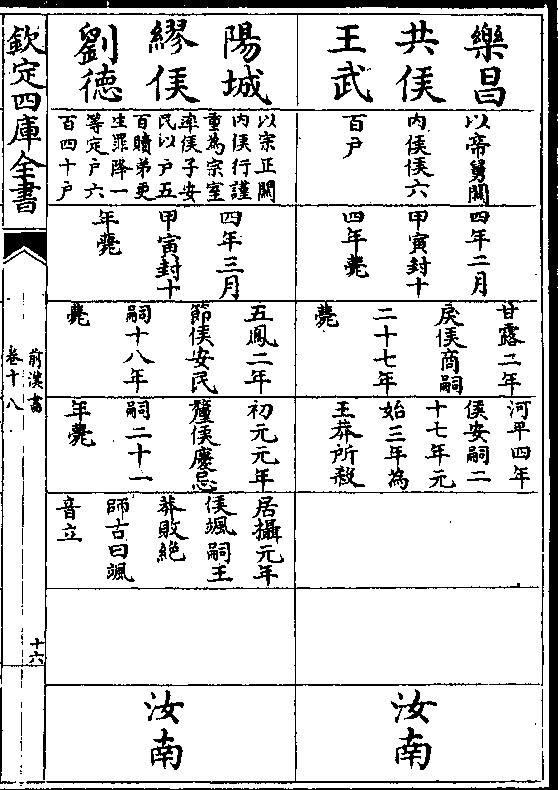 樂昌
共侯
王武
以帝舅關
內侯侯六
百戶
四年二月
甲寅封十
四年薨
甘露二年
戾侯商嗣
二十七年
薨
河平四年
侯安嗣二
十七年元
始三年為
王莽所殺
汝南
陽城
繆侯
劉德
以宗正關
內侯行謹
重為宗室
率侯子安
民以戶五
百贖弟更
生罪降一
等定戶六
百四十戶
四年三月
甲寅封十
年薨
五鳳二年
節侯安民
嗣十八年
薨
初元元年
釐侯慶忌
嗣二十一
年薨
居攝元年
侯颯嗣王
莽敗絕
師古曰颯
音立
汝南
欽定四庫全書
前漢書
卷十八
十六